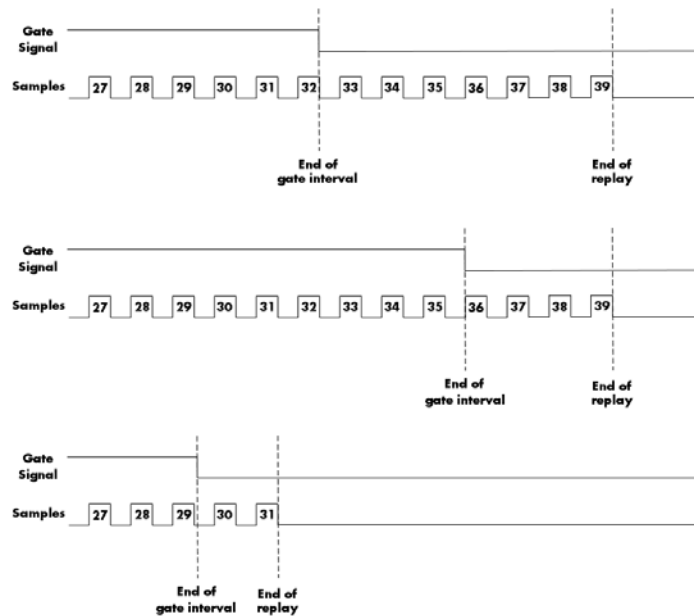 Gate
Signal
Samples 27 28 29 30 31 32 33 34 35 36 37 38 39
End of
gate interval
End of
replay
Gate
Signal
Samples 27 28 29 30 31 32 33 34 35 36 37 38 39
End of
gate interval
End of
replay
Gate
Signal
Samples 27 28 29 30 31
End of
gate interval
End of
replay